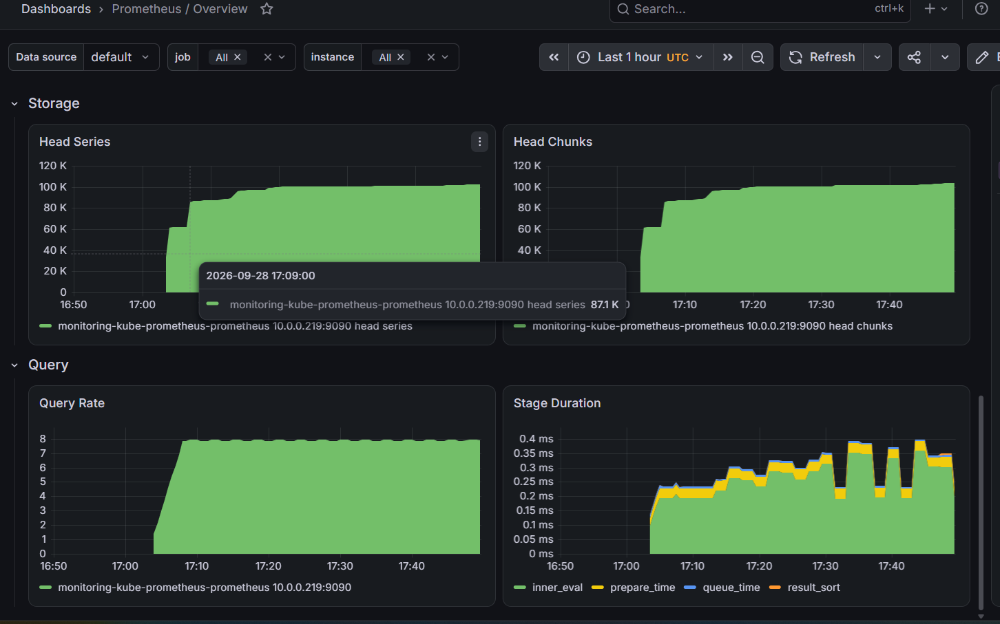 Dashboards › Prometheus / Overview
Search... ctrl+k
Data source default
job All
instance All
Last 1 hour UTC
Refresh
Storage
Head Series
120 K
100 K
80 K
60 K
40 K
20 K
0
16:50 17:00
2026-09-28 17:09:00
monitoring-kube-prometheus-prometheus 10.0.0.219:9090 head series 87.1 K
monitoring-kube-prometheus-prometheus 10.0.0.219:9090 head series
Head Chunks
120 K
100 K
80 K
60 K
40 K
17:10 17:20 17:30 17:40
monitoring-kube-prometheus-prometheus 10.0.0.219:9090 head chunks
Query
Query Rate
8
7
6
5
4
3
2
1
0
16:50 17:00 17:10 17:20 17:30 17:40
monitoring-kube-prometheus-prometheus 10.0.0.219:9090
Stage Duration
0.4 ms
0.35 ms
0.3 ms
0.25 ms
0.2 ms
0.15 ms
0.1 ms
0.05 ms
0 ms
16:50 17:00 17:10 17:20 17:30 17:40
inner_eval prepare_time queue_time result_sort